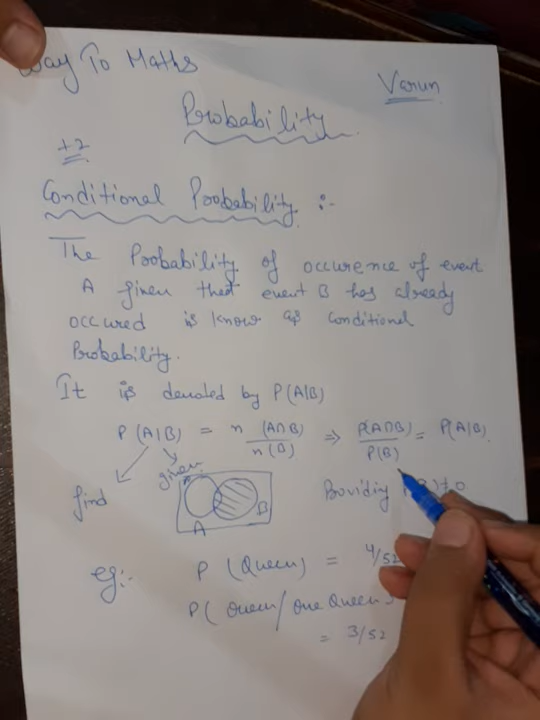 Way To Maths
Varun
Probability
+2
Conditional Probability :-
The Probability of occurence of event
A given that event B has already
occured is know as conditional
Probability.
It is denoted by P(A|B)
P(A|B) = n (A∩B) / n(B) ⇒ P(A∩B) / P(B) = P(A|B).
find given
A B
Providing P(B)≠0
eg:- P (Queen) = 4/52
P( Queen/ One Queen)
= 3/52